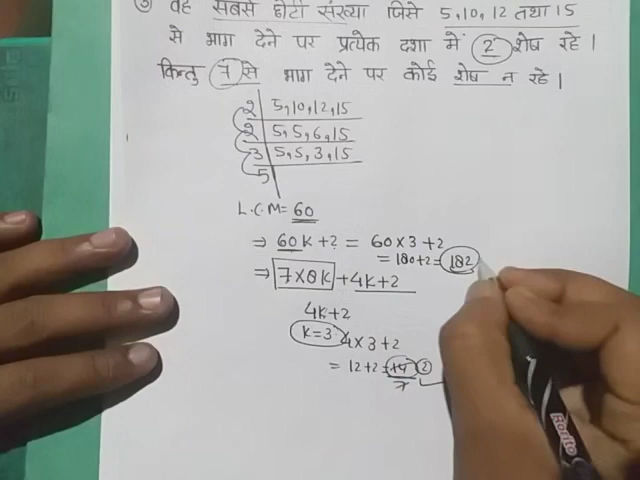 ③ वह सबसे छोटी संख्या जिसे 5,10,12 तथा 15
से भाग देने पर प्रत्येक दशा में 2 शेष रहे।
किन्तु 7 से भाग देने पर कोई शेष न रहे।
2 5,10,12,15
2 5,5,6,15
3 5,5,3,15
5
L.C.M = 60
⇒ 60K+2 = 60×3+2
= 180+2 = 182
⇒ 7×8K +4K+2
4K+2
K=3 4×3+2
= 12+2 = 14 2
7